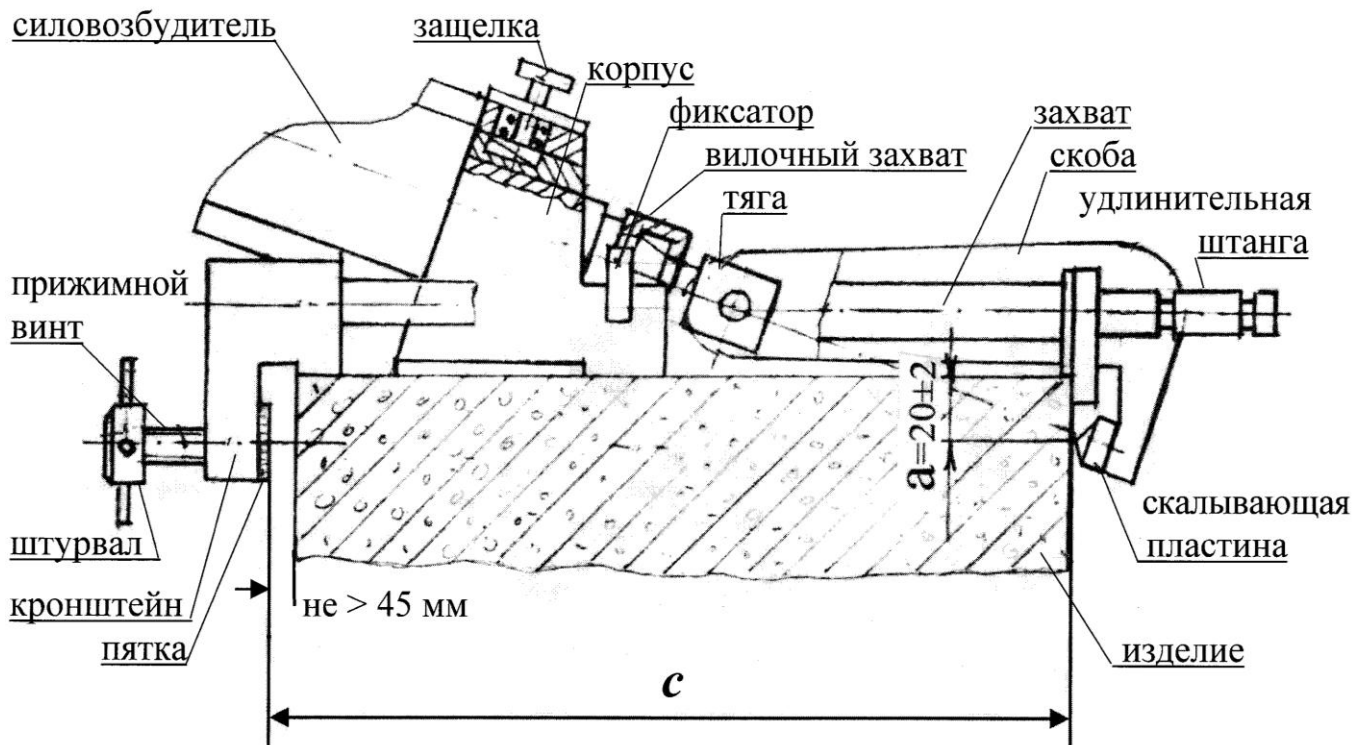 силовозбудитель
защелка
корпус
фиксатор
вилочный захват
тяга
захват
скоба
удлинительная
штанга
прижимной
винт
a=20±2
штурвал
кронштейн
пятка
не > 45 мм
скалывающая
пластина
изделие
c